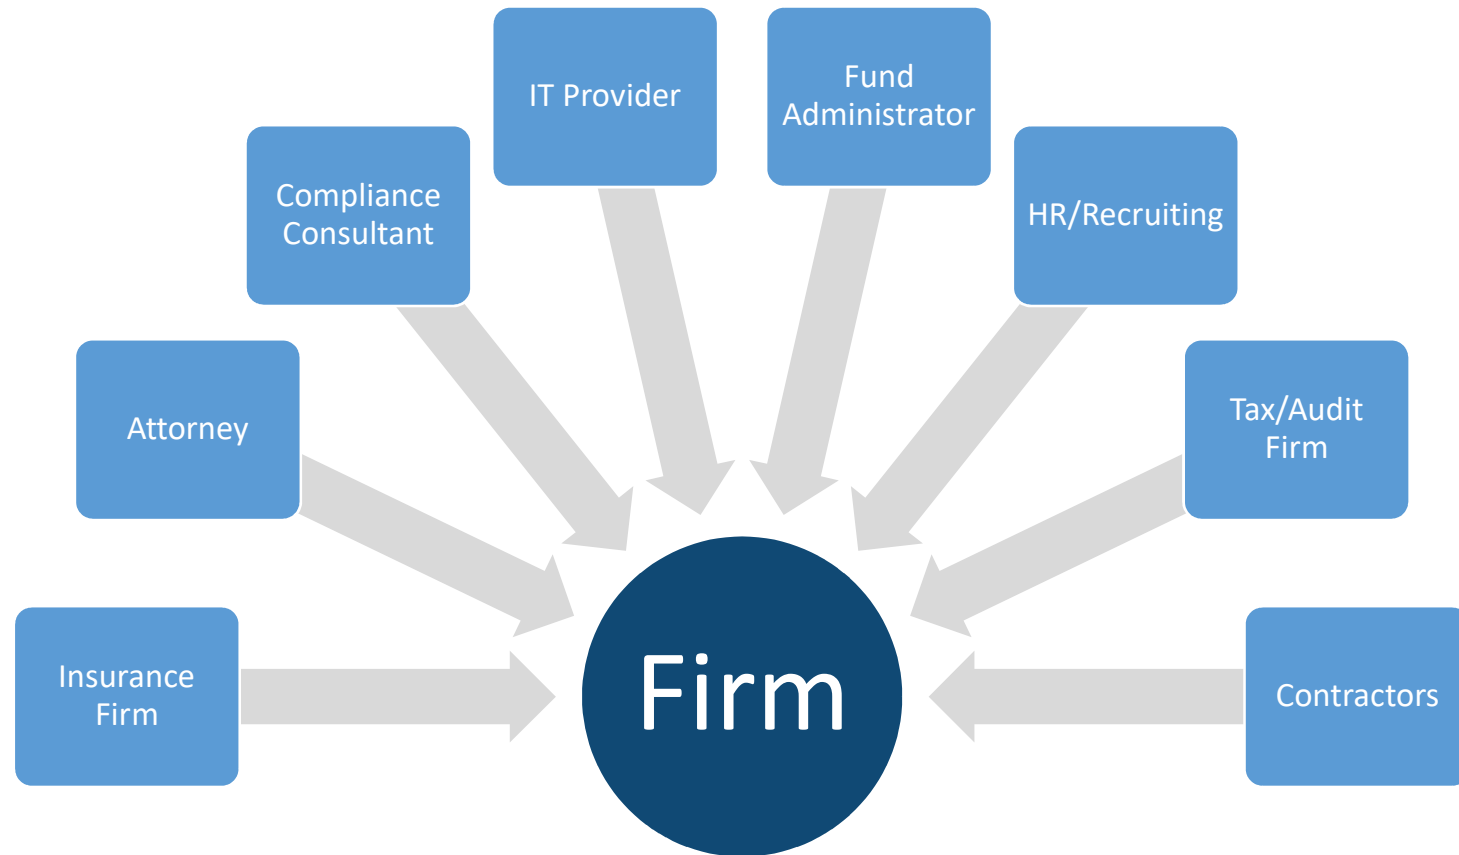 IT Provider
Fund
Administrator
Compliance
Consultant
HR/Recruiting
Attorney
Tax/Audit
Firm
Insurance
Firm
Firm
Contractors